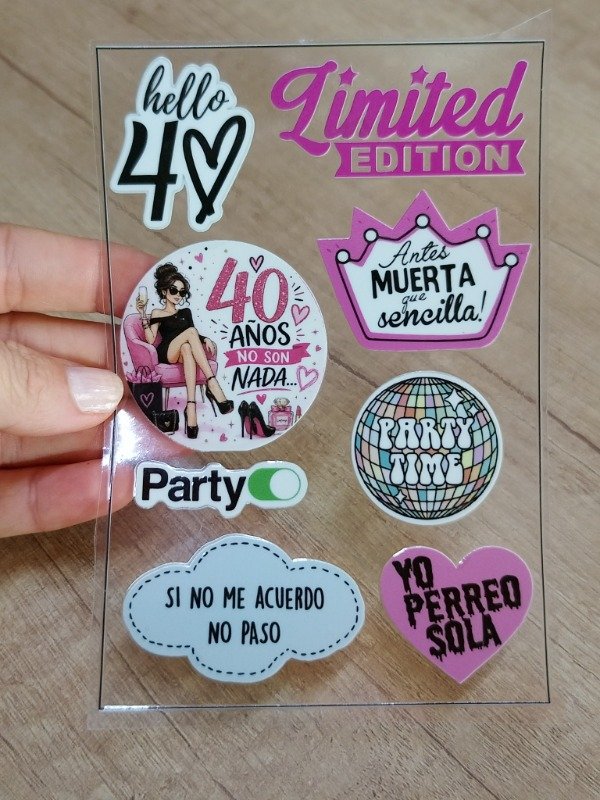 hello
40
Limited
EDITION
Antes
MUERTA
que
sencilla!
40
AÑOS
NO SON
NADA...
PARTY
TIME
Party
SI NO ME ACUERDO
NO PASO
YO
PERREO
SOLA